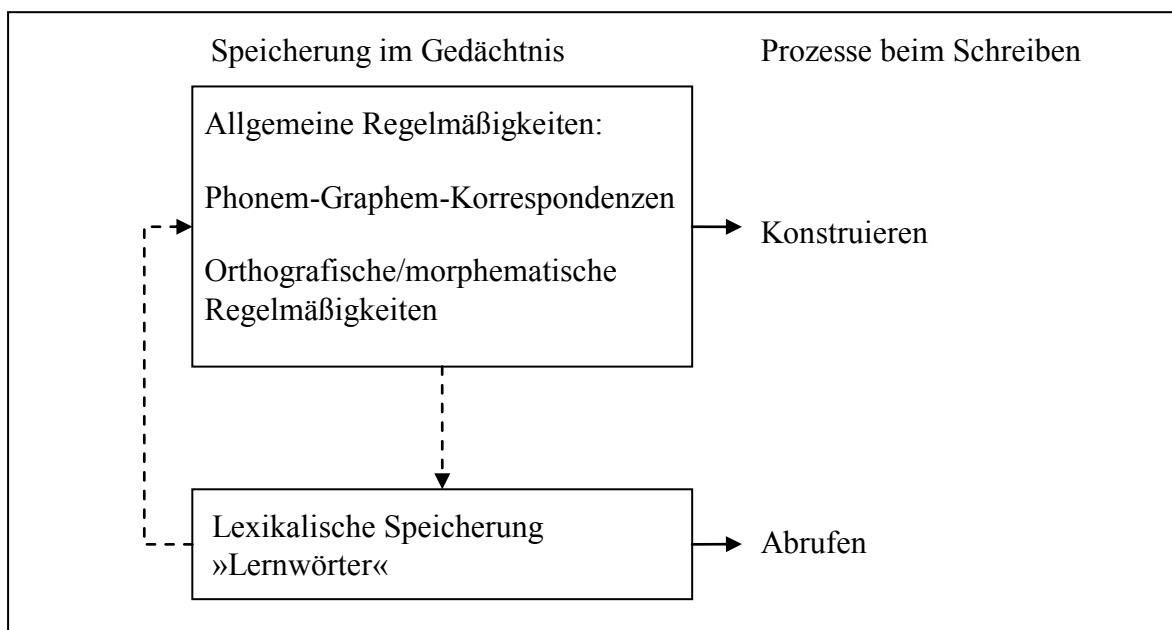 Speicherung im Gedächtnis
Prozesse beim Schreiben
Allgemeine Regelmäßigkeiten:
Phonem-Graphem-Korrespondenzen
Orthografische/morphematische
Regelmäßigkeiten
Konstruieren
Lexikalische Speicherung
»Lernwörter«
Abrufen